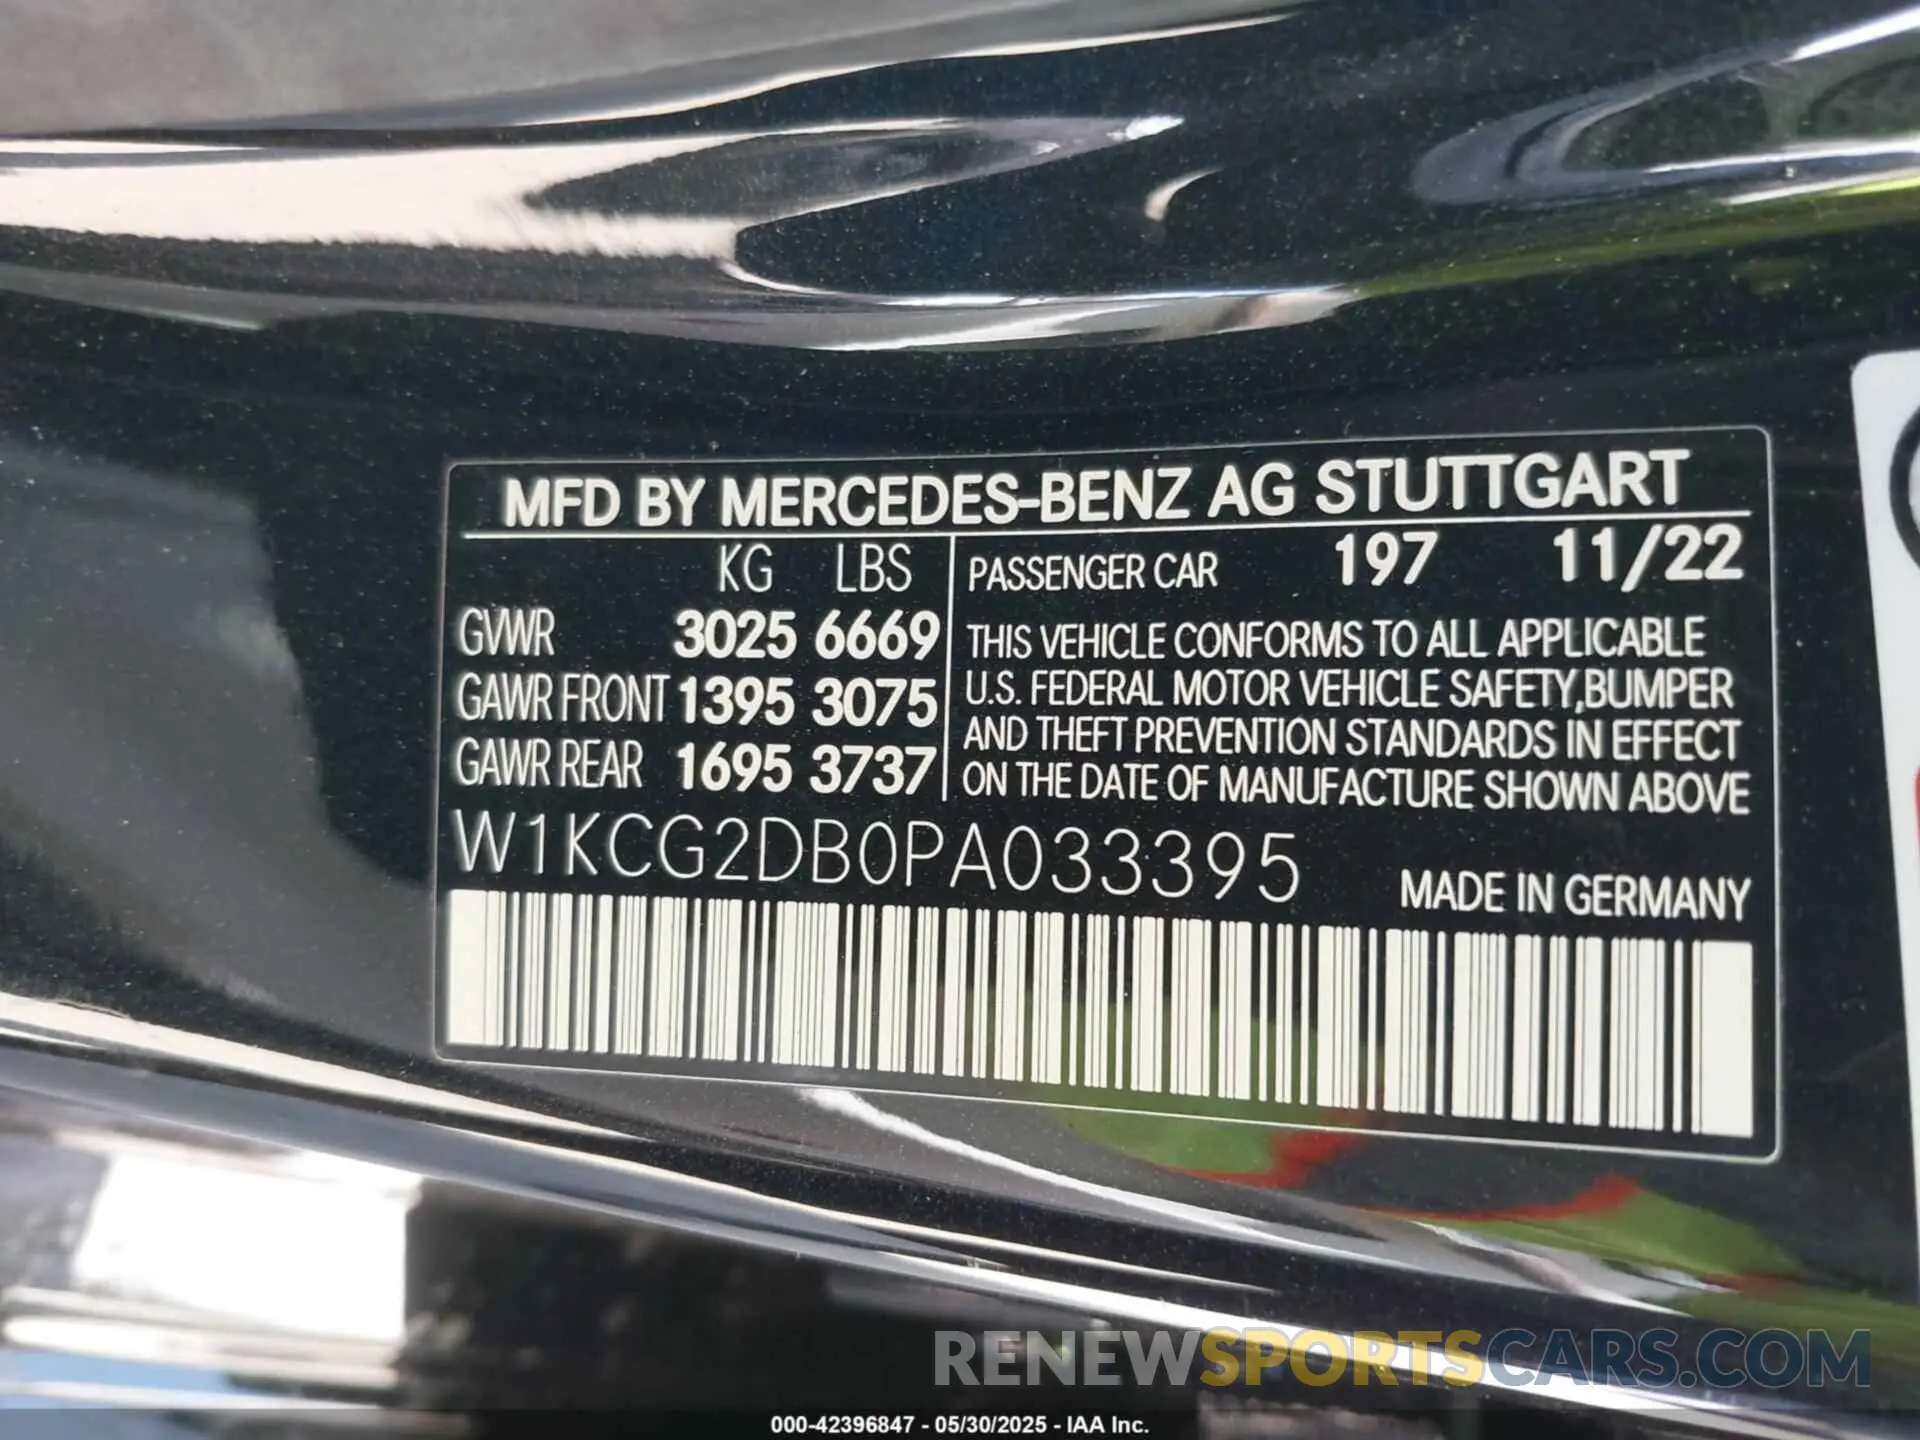 MFD BY MERCEDES-BENZ AG STUTTGART
KG LBS
GVWR 3025 6669
GAWR FRONT 1395 3075
GAWR REAR 1695 3737
PASSENGER CAR 197 11/22
THIS VEHICLE CONFORMS TO ALL APPLICABLE
U.S. FEDERAL MOTOR VEHICLE SAFETY,BUMPER
AND THEFT PREVENTION STANDARDS IN EFFECT
ON THE DATE OF MANUFACTURE SHOWN ABOVE
W1KCG2DB0PA033395
MADE IN GERMANY
RENEWSPORTSCARS.COM
000-42396847 - 05/30/2025 - IAA Inc.